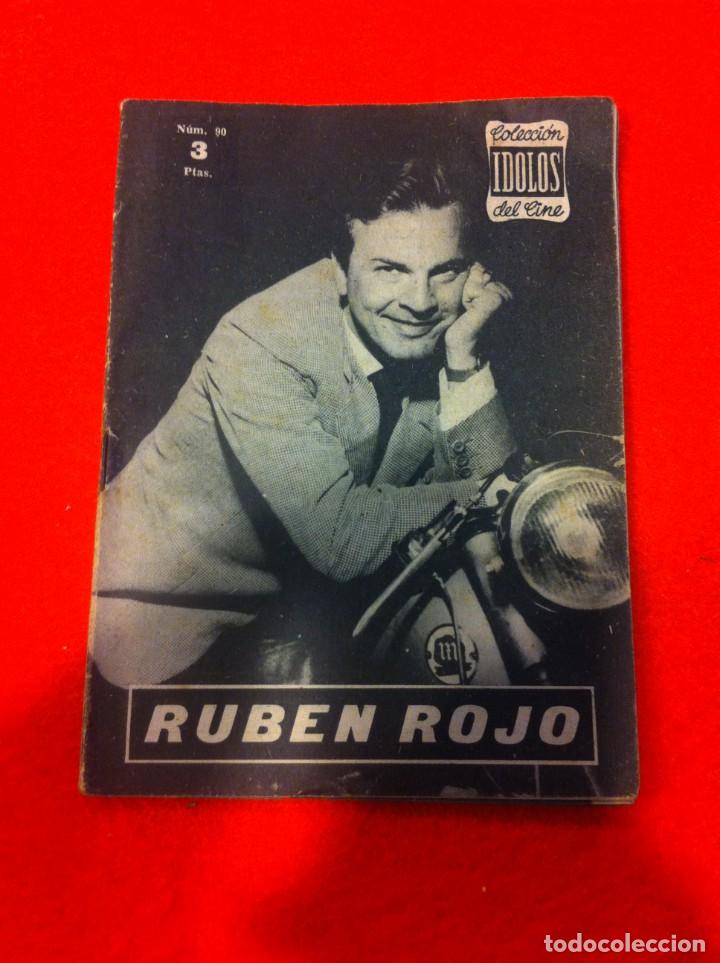 Núm. 90
3
Ptas.
Colección
IDOLOS
del Cine
m
RUBEN ROJO
todocoleccion